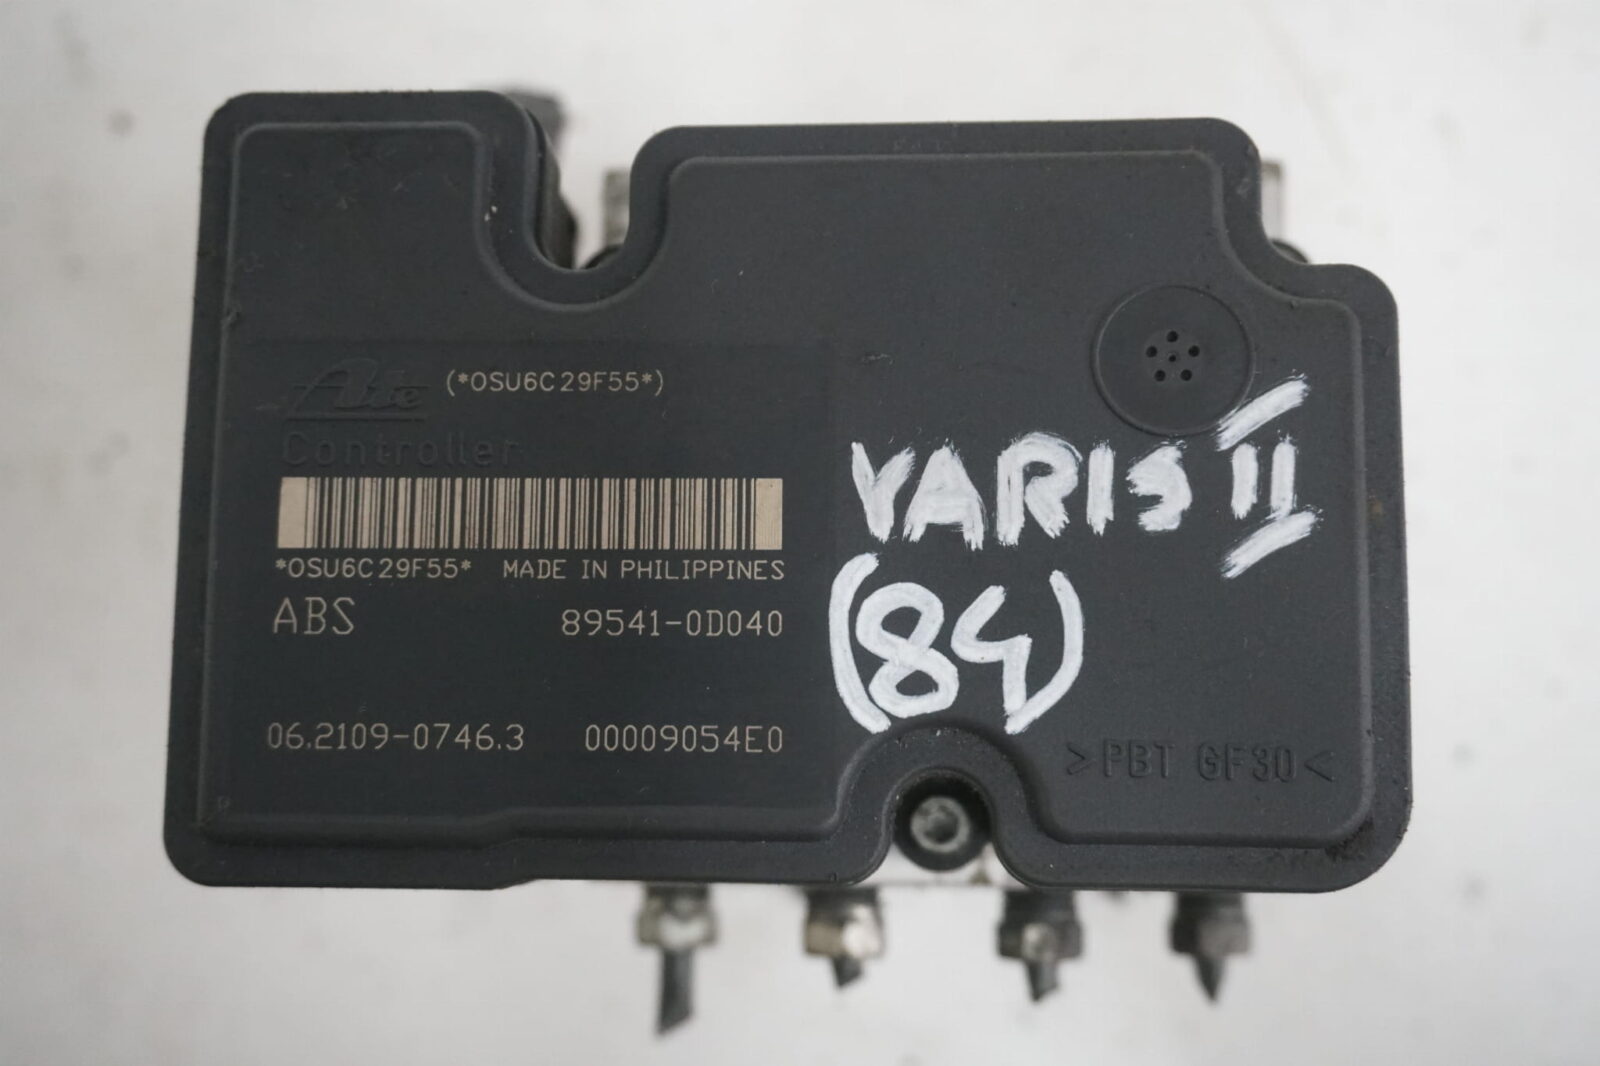 Ate (*OSU6C29F55*)
Controller
*OSU6C29F55* MADE IN PHILIPPINES
ABS 89541-0D040
06.2109-0746.3 00009054E0
YARIS II
(84)
>PBT GF30<